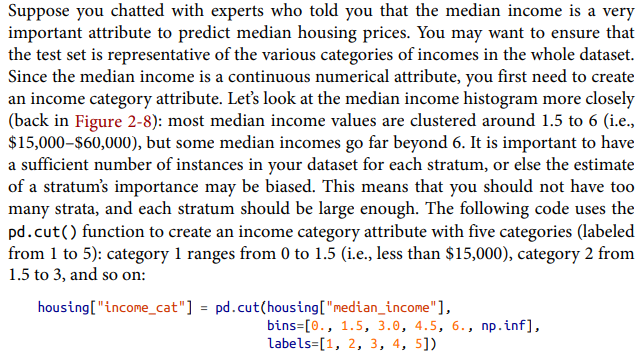 Suppose you chatted with experts who told you that the median income is a very
important attribute to predict median housing prices. You may want to ensure that
the test set is representative of the various categories of incomes in the whole dataset.
Since the median income is a continuous numerical attribute, you first need to create
an income category attribute. Let’s look at the median income histogram more closely
(back in Figure 2-8): most median income values are clustered around 1.5 to 6 (i.e.,
$15,000–$60,000), but some median incomes go far beyond 6. It is important to have
a sufficient number of instances in your dataset for each stratum, or else the estimate
of a stratum’s importance may be biased. This means that you should not have too
many strata, and each stratum should be large enough. The following code uses the
pd.cut() function to create an income category attribute with five categories (labeled
from 1 to 5): category 1 ranges from 0 to 1.5 (i.e., less than $15,000), category 2 from
1.5 to 3, and so on:
housing["income_cat"] = pd.cut(housing["median_income"],
bins=[0., 1.5, 3.0, 4.5, 6., np.inf],
labels=[1, 2, 3, 4, 5])